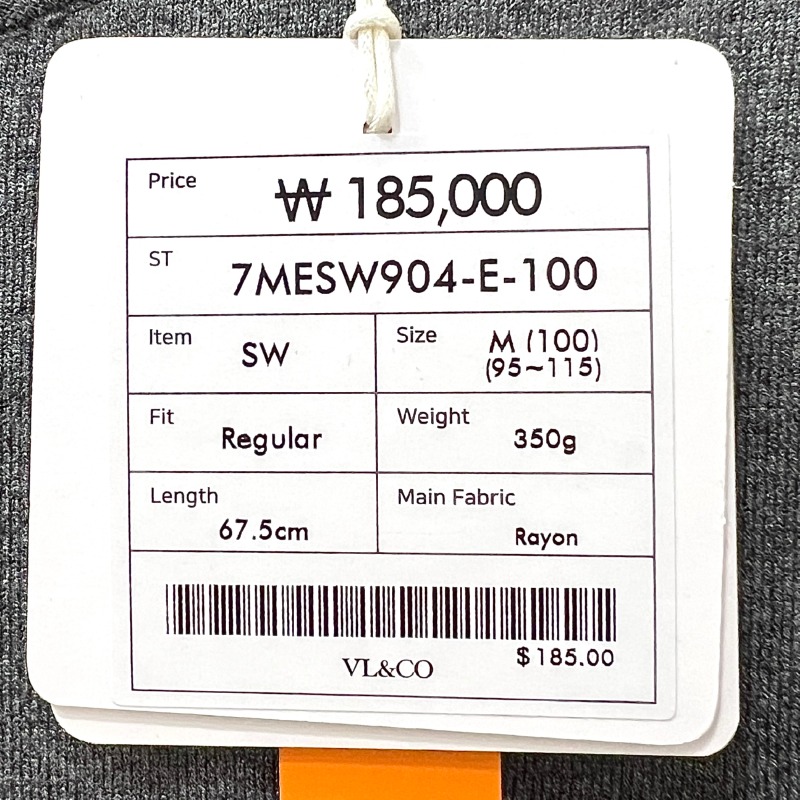 Price
₩ 185,000
ST
7MESW904-E-100
Item
SW
Size
M (100)
(95~115)
Fit
Regular
Weight
350g
Length
67.5cm
Main Fabric
Rayon
$185.00
VL&CO